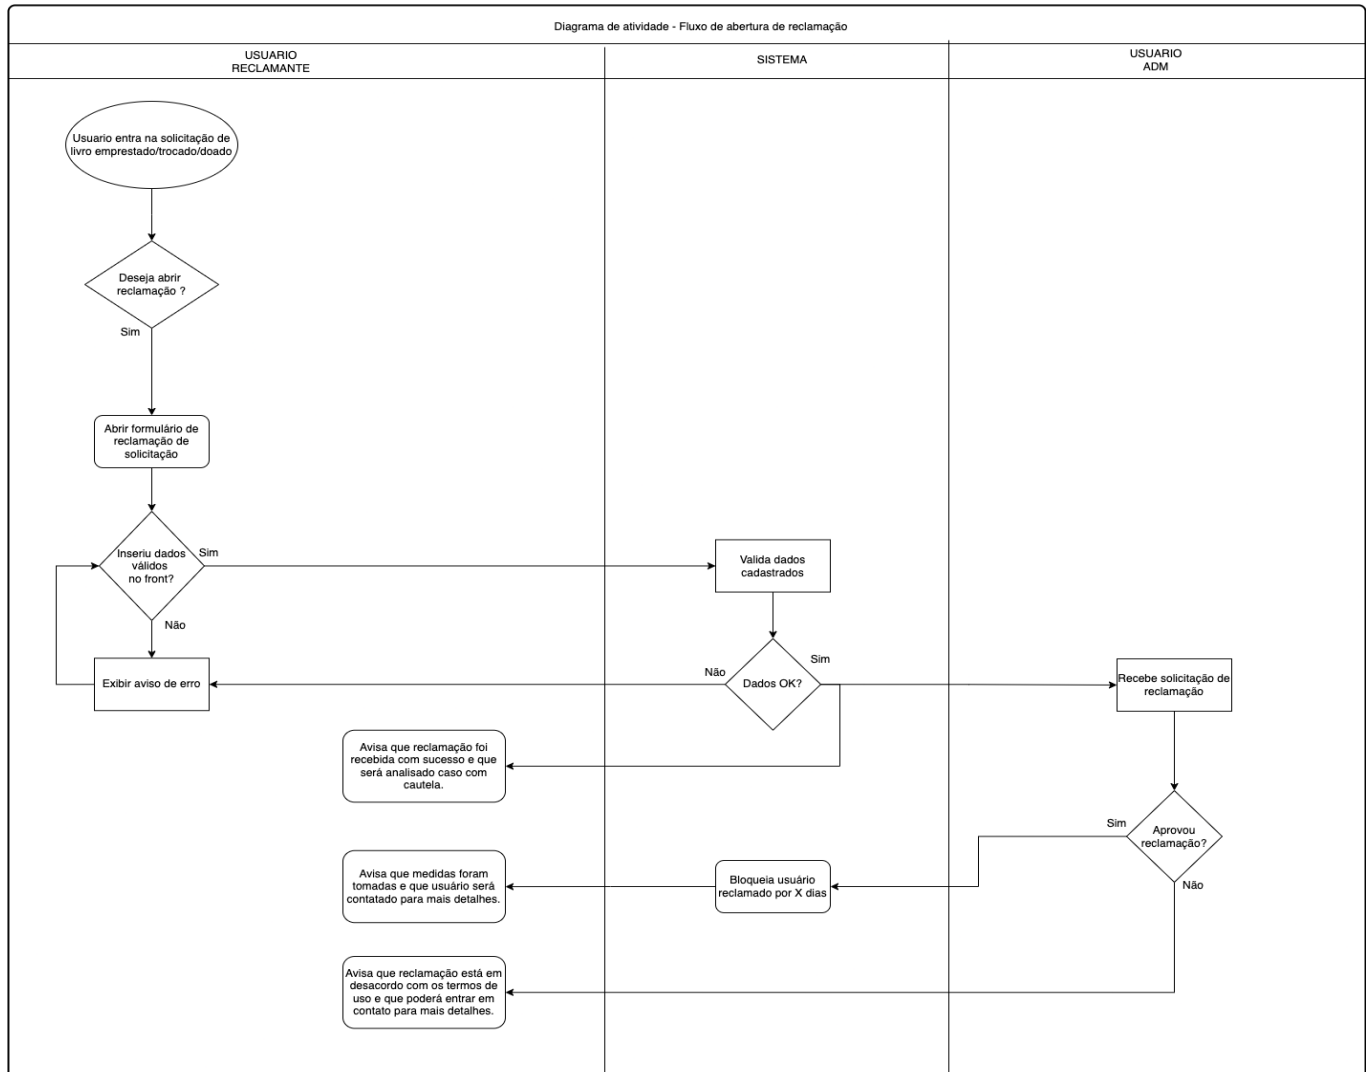 Diagrama de atividade - Fluxo de abertura de reclamação
USUARIO
RECLAMANTE
SISTEMA
USUARIO
ADM
Usuario entra na solicitação de
livro emprestado/trocado/doado
Deseja abrir
reclamação ?
Sim
Abrir formulário de
reclamação de
solicitação
Inseriu dados
válidos
no front?
Sim
Não
Valida dados
cadastrados
Exibir aviso de erro
Não
Dados OK?
Sim
Recebe solicitação de
reclamação
Avisa que reclamação foi
recebida com sucesso e que
será analisado caso com
cautela.
Sim
Aprovou
reclamação?
Não
Avisa que medidas foram
tomadas e que usuário será
contatado para mais detalhes.
Bloqueia usuário
reclamado por X dias
Avisa que reclamação está em
desacordo com os termos de
uso e que poderá entrar em
contato para mais detalhes.